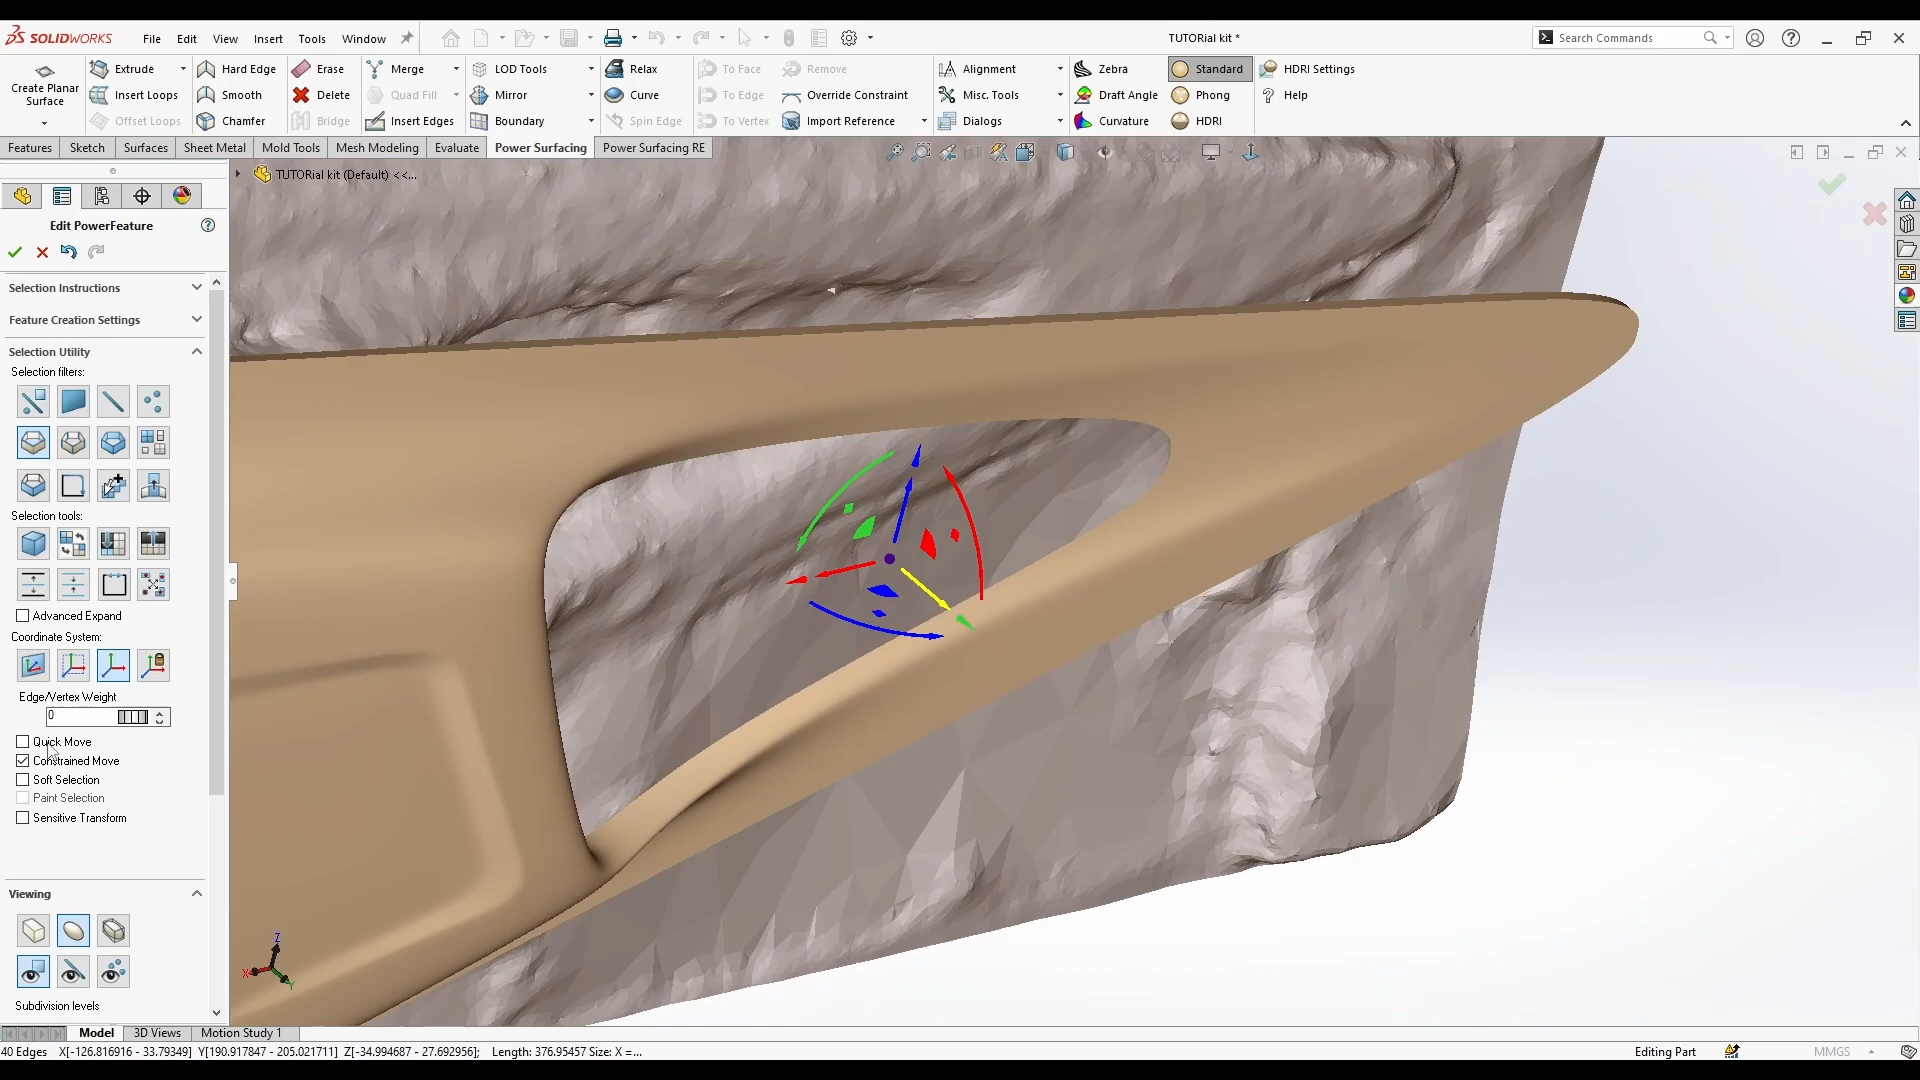 SOLIDWORKS
File Edit View Insert Tools Window
TUTORial kit *
Search Commands
Create Planar Surface
Extrude
Insert Loops
Offset Loops
Hard Edge
Smooth
Chamfer
Erase
Delete
Bridge
Merge
Quad Fill
Insert Edges
LOD Tools
Mirror
Boundary
Relax
Curve
Spin Edge
To Face
To Edge
To Vertex
Remove
Override Constraint
Import Reference
Alignment
Misc. Tools
Dialogs
Zebra
Draft Angle
Curvature
Standard
Phong
HDRI
HDRI Settings
Help
Features Sketch Surfaces Sheet Metal Mold Tools Mesh Modeling Evaluate Power Surfacing Power Surfacing RE
TUTORial kit (Default) <<...
Edit PowerFeature
Selection Instructions
Feature Creation Settings
Selection Utility
Selection filters:
Selection tools:
Advanced Expand
Coordinate System:
Edge/Vertex Weight
0
Quick Move
Constrained Move
Soft Selection
Paint Selection
Sensitive Transform
Viewing
Subdivision levels
Z
X
Y
Model 3D Views Motion Study 1
40 Edges X[-126.816916 - 33.79349] Y[190.917847 - 205.021711] Z[-34.994687 - 27.692956]; Length: 376.95457 Size: X =...
Editing Part
MMGS